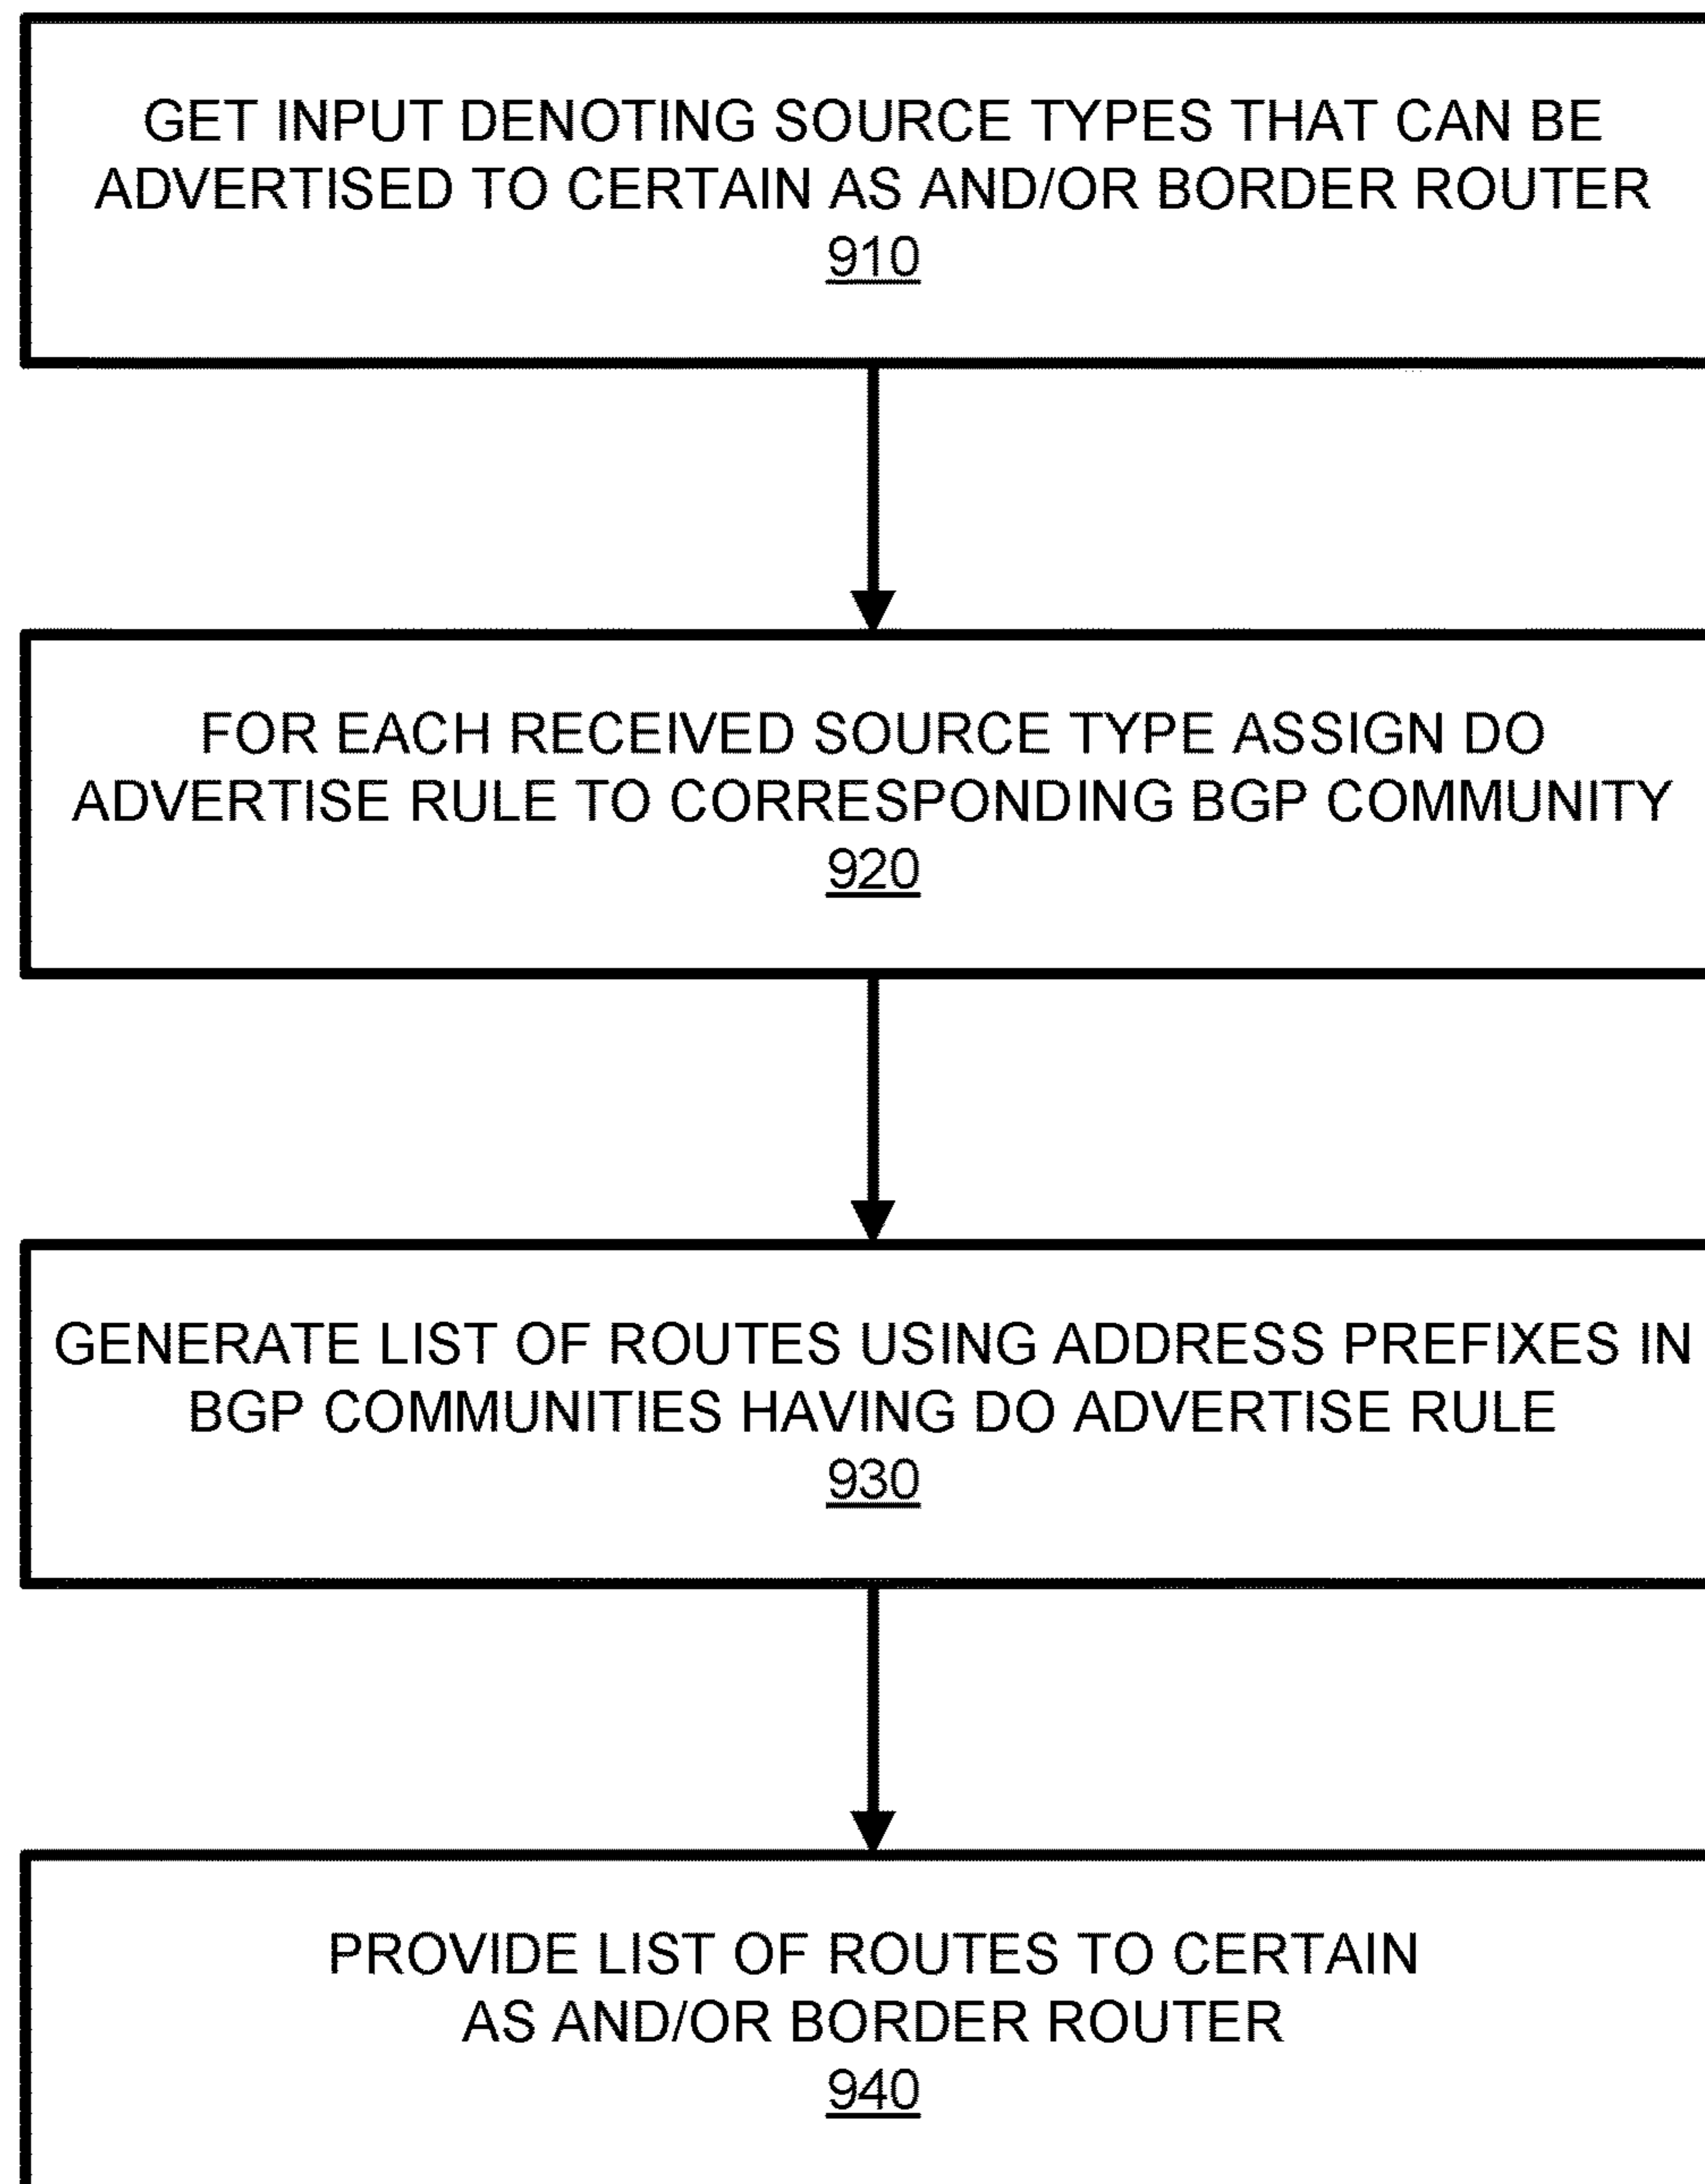 GET INPUT DENOTING SOURCE TYPES THAT CAN BE
ADVERTISED TO CERTAIN AS AND/OR BORDER ROUTER
910
FOR EACH RECEIVED SOURCE TYPE ASSIGN DO
ADVERTISE RULE TO CORRESPONDING BGP COMMUNITY
920
GENERATE LIST OF ROUTES USING ADDRESS PREFIXES IN
BGP COMMUNITIES HAVING DO ADVERTISE RULE
930
PROVIDE LIST OF ROUTES TO CERTAIN
AS AND/OR BORDER ROUTER
940